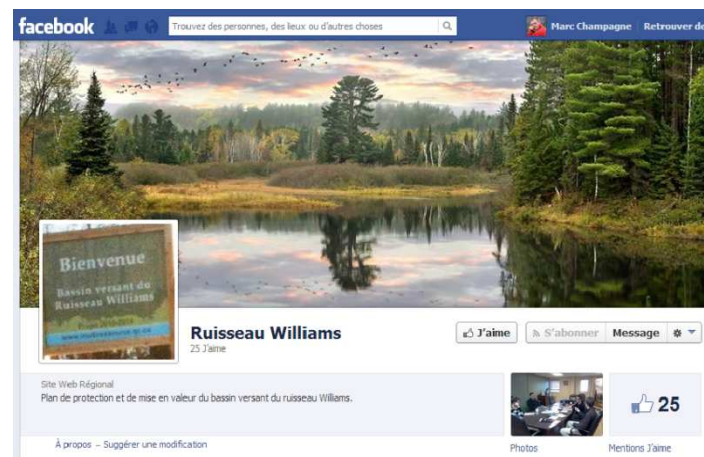 facebook
Trouvez des personnes, des lieux ou d'autres choses
Marc Champagne Retrouver de
Bienvenue
Bassin versant du
Ruisseau Williams
Ruisseau Williams
25 J'aime
J'aime
S'abonner
Message
Site Web Régional
Plan de protection et de mise en valeur du bassin versant du ruisseau Williams.
25
À propos – Suggérer une modification
Photos
Mentions J'aime